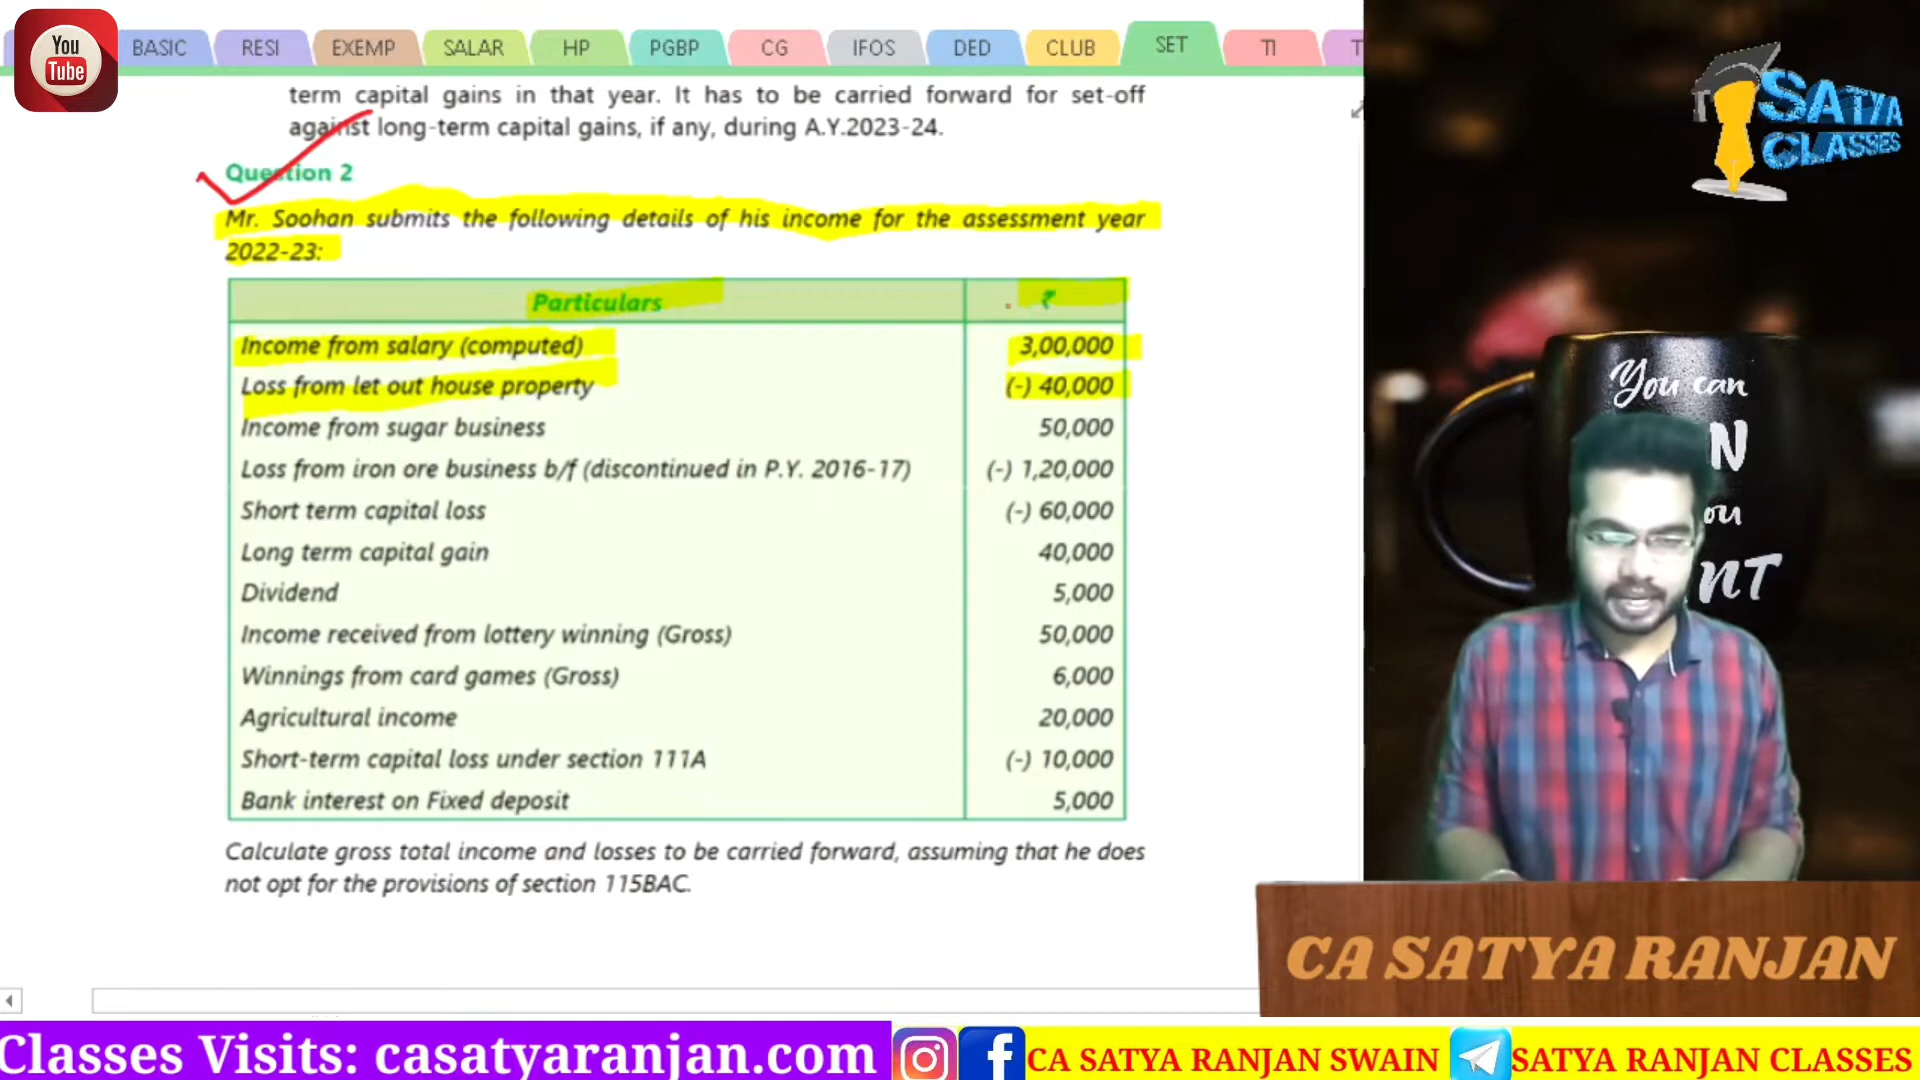 You
Tube
BASIC RESI EXEMP SALAR HP PGBP CG IFOS DED CLUB SET TI T
term capital gains in that year. It has to be carried forward for set-off
against long-term capital gains, if any, during A.Y.2023-24.
Question 2
Mr. Soohan submits the following details of his income for the assessment year
2022-23:
Particulars ₹
Income from salary (computed) 3,00,000
Loss from let out house property (-) 40,000
Income from sugar business 50,000
Loss from iron ore business b/f (discontinued in P.Y. 2016-17) (-) 1,20,000
Short term capital loss (-) 60,000
Long term capital gain 40,000
Dividend 5,000
Income received from lottery winning (Gross) 50,000
Winnings from card games (Gross) 6,000
Agricultural income 20,000
Short-term capital loss under section 111A (-) 10,000
Bank interest on Fixed deposit 5,000
Calculate gross total income and losses to be carried forward, assuming that he does
not opt for the provisions of section 115BAC.
SATYA
CLASSES
You can
N
ou
NT
CA SATYA RANJAN
Classes Visits: casatyaranjan.com
CA SATYA RANJAN SWAIN
SATYA RANJAN CLASSES